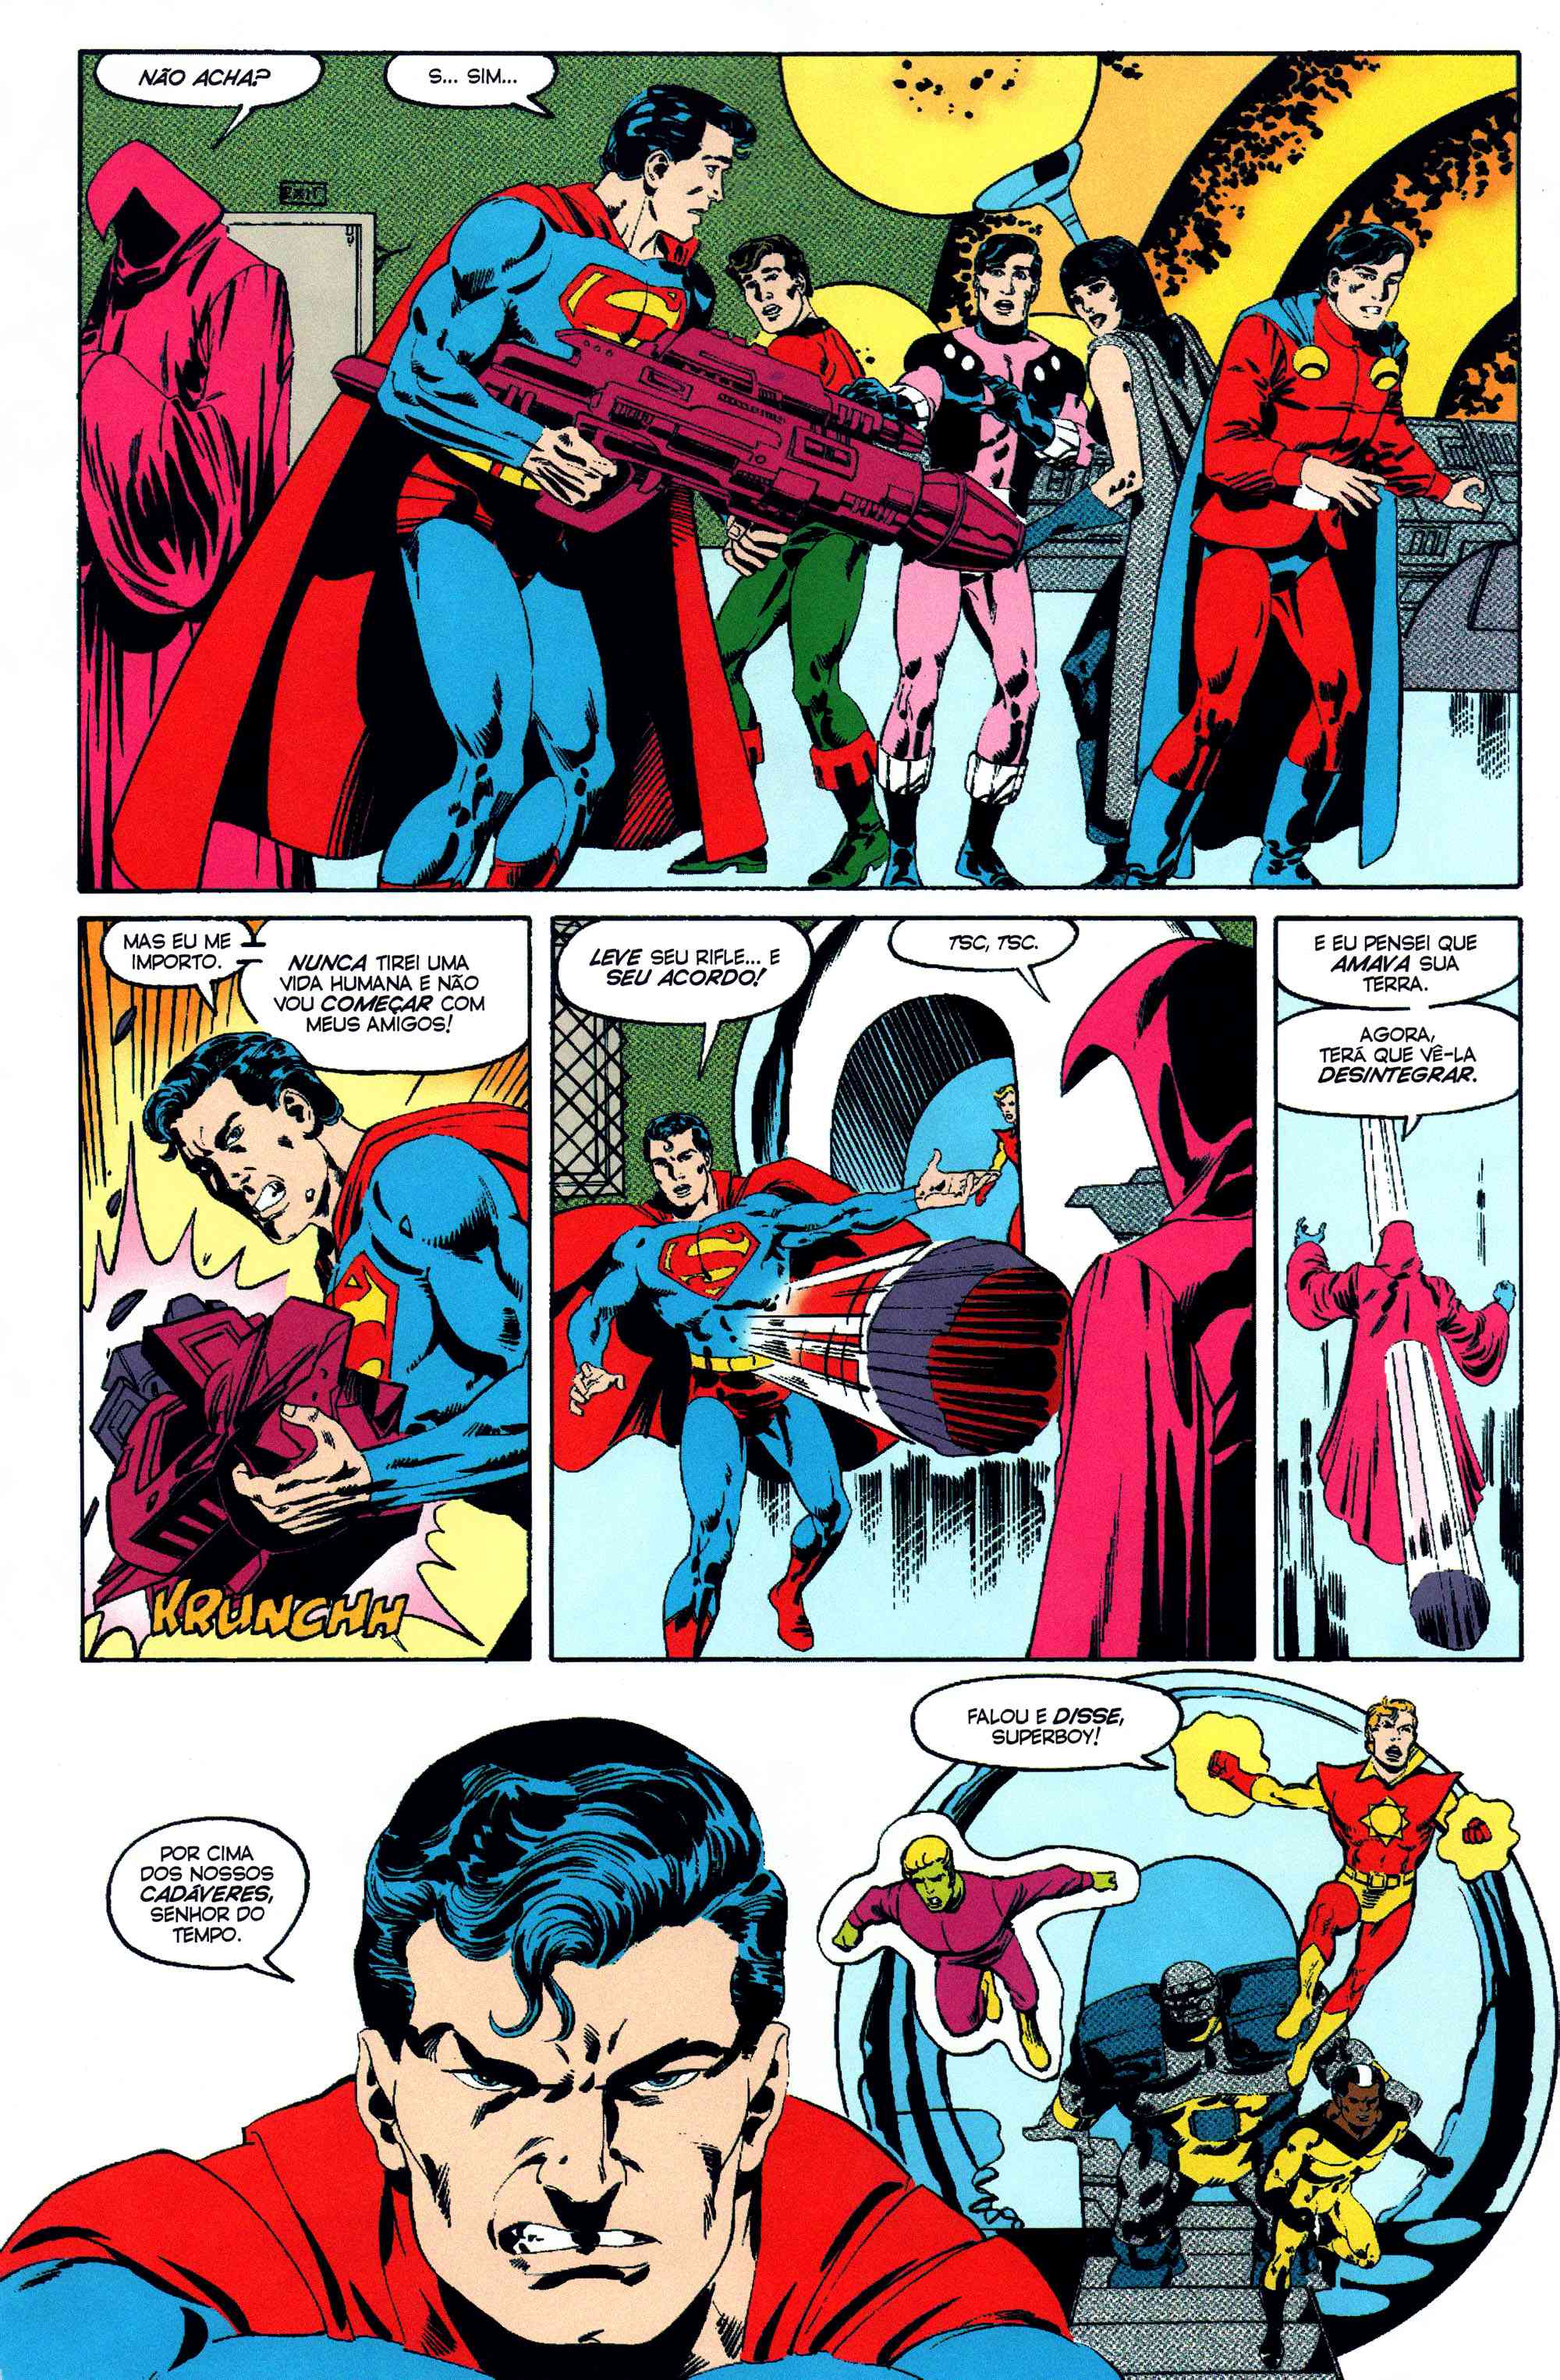 NÃO ACHA?
S... SIM...
EXIT
MAS EU ME
IMPORTO.
NUNCA TIREI UMA
VIDA HUMANA E NÃO
VOU COMEÇAR COM
MEUS AMIGOS!
KRUNCHH
LEVE SEU RIFLE... E
SEU ACORDO!
TSC, TSC.
E EU PENSEI QUE
AMAVA SUA
TERRA.
AGORA,
TERÁ QUE VÊ-LA
DESINTEGRAR.
POR CIMA
DOS NOSSOS
CADÁVERES,
SENHOR DO
TEMPO.
FALOU E DISSE,
SUPERBOY!